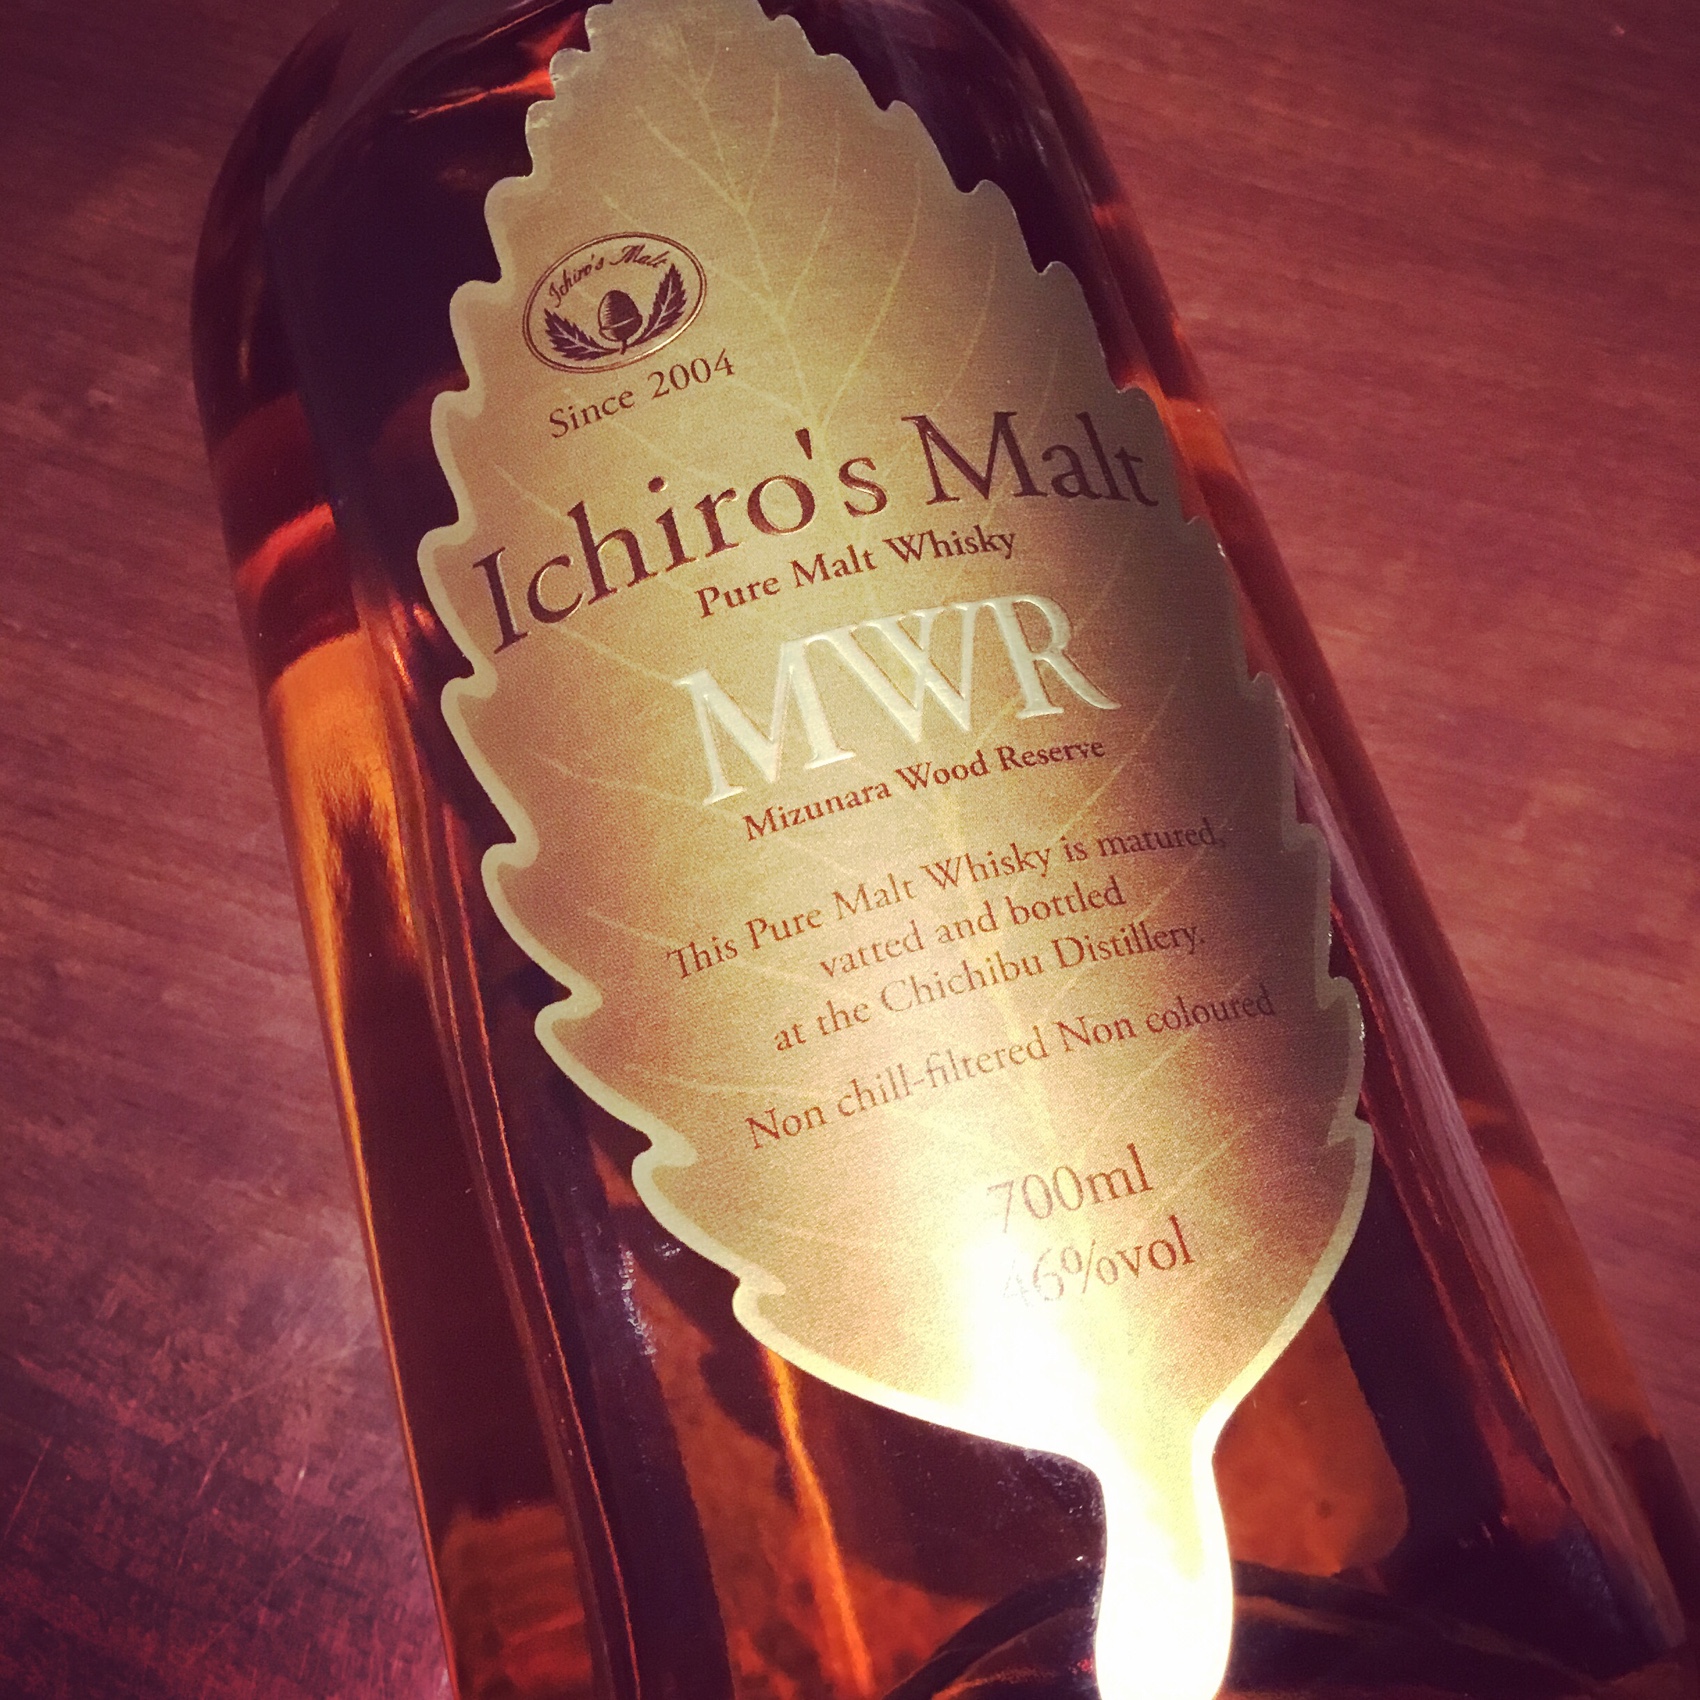 Ichiro's Malt
Since 2004
Ichiro's Malt
Pure Malt Whisky
MWR
Mizunara Wood Reserve
This Pure Malt Whisky is matured,
vatted and bottled
at the Chichibu Distillery.
Non chill-filtered Non coloured
700ml
46%vol